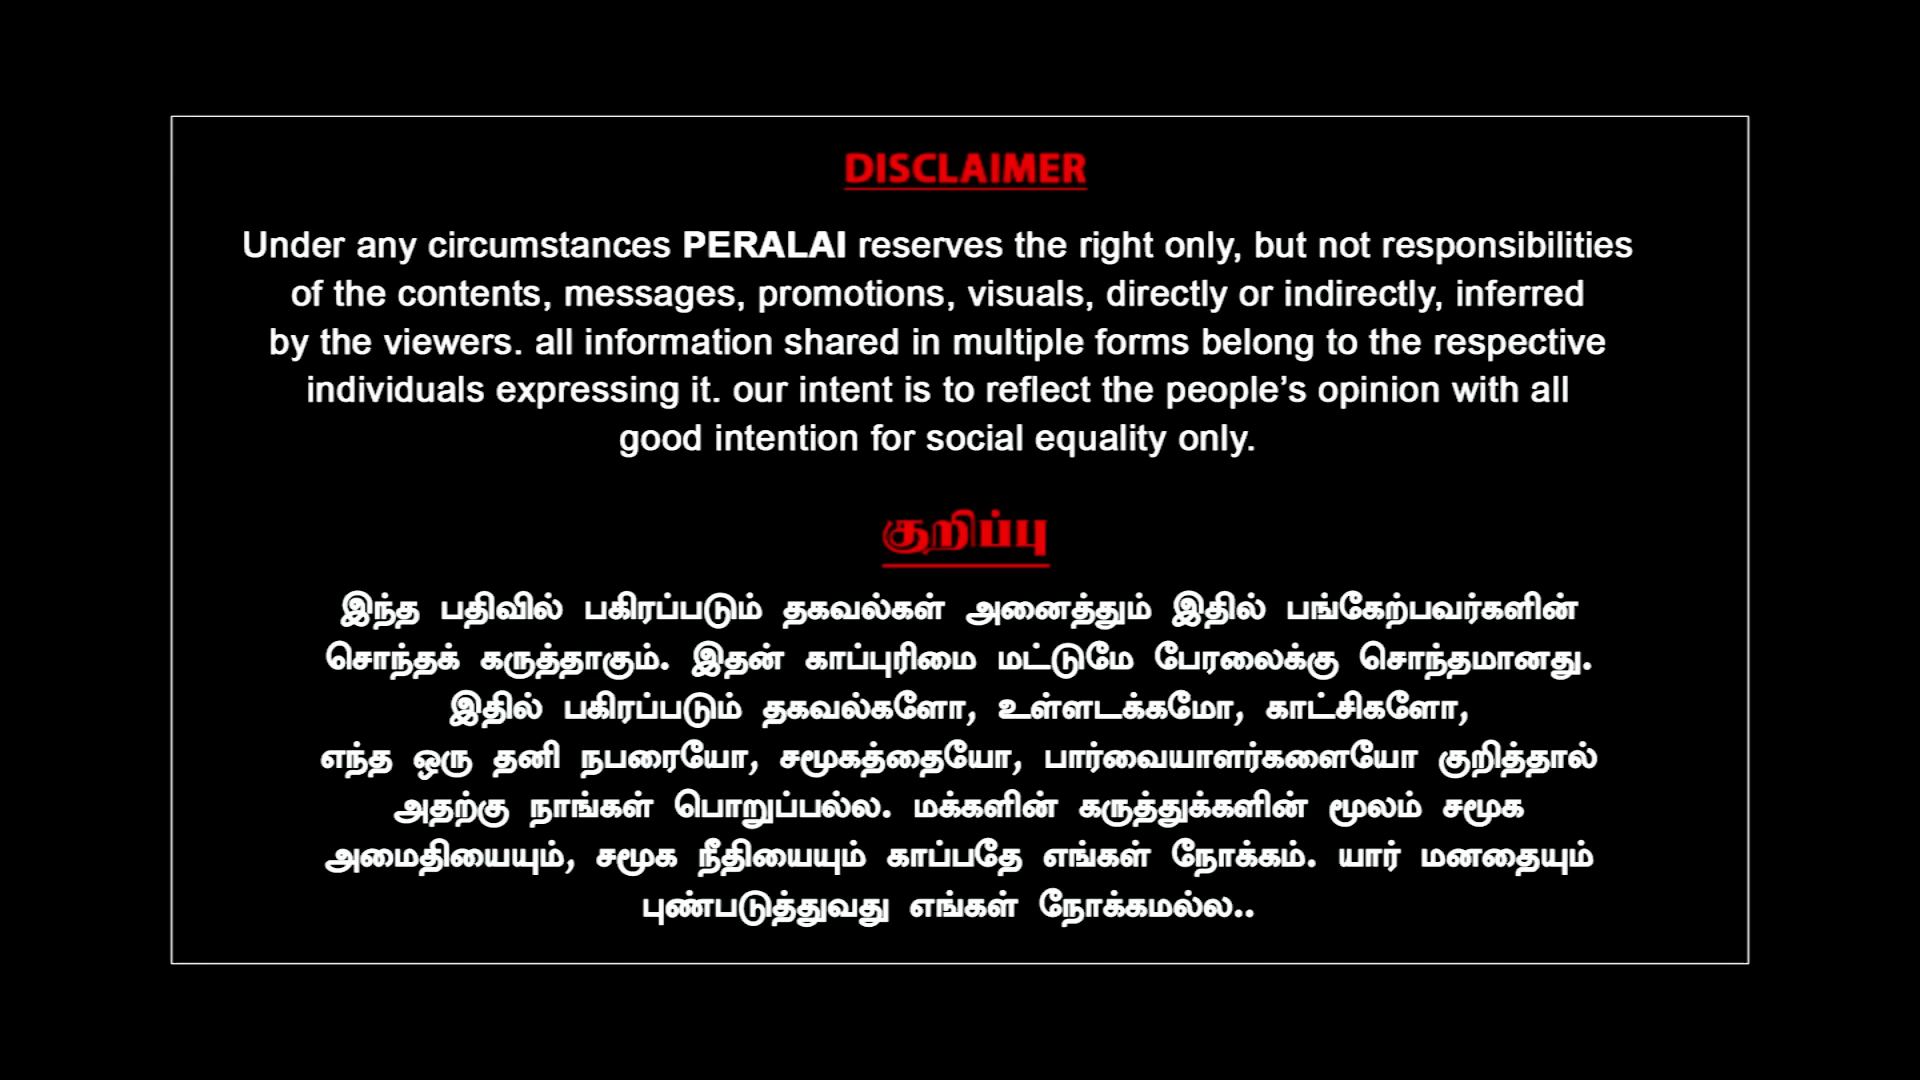 DISCLAIMER
Under any circumstances PERALAI reserves the right only, but not responsibilities
of the contents, messages, promotions, visuals, directly or indirectly, inferred
by the viewers. all information shared in multiple forms belong to the respective
individuals expressing it. our intent is to reflect the people’s opinion with all
good intention for social equality only.
குறிப்பு
இந்த பதிவில் பகிரப்படும் தகவல்கள் அனைத்தும் இதில் பங்கேற்பவர்களின்
சொந்தக் கருத்தாகும். இதன் காப்புரிமை மட்டுமே பேரலைக்கு சொந்தமானது.
இதில் பகிரப்படும் தகவல்களோ, உள்ளடக்கமோ, காட்சிகளோ,
எந்த ஒரு தனி நபரையோ, சமூகத்தையோ, பார்வையாளர்களையோ குறித்தால்
அதற்கு நாங்கள் பொறுப்பல்ல. மக்களின் கருத்துக்களின் மூலம் சமூக
அமைதியையும், சமூக நீதியையும் காப்பதே எங்கள் நோக்கம். யார் மனதையும்
புண்படுத்துவது எங்கள் நோக்கமல்ல..